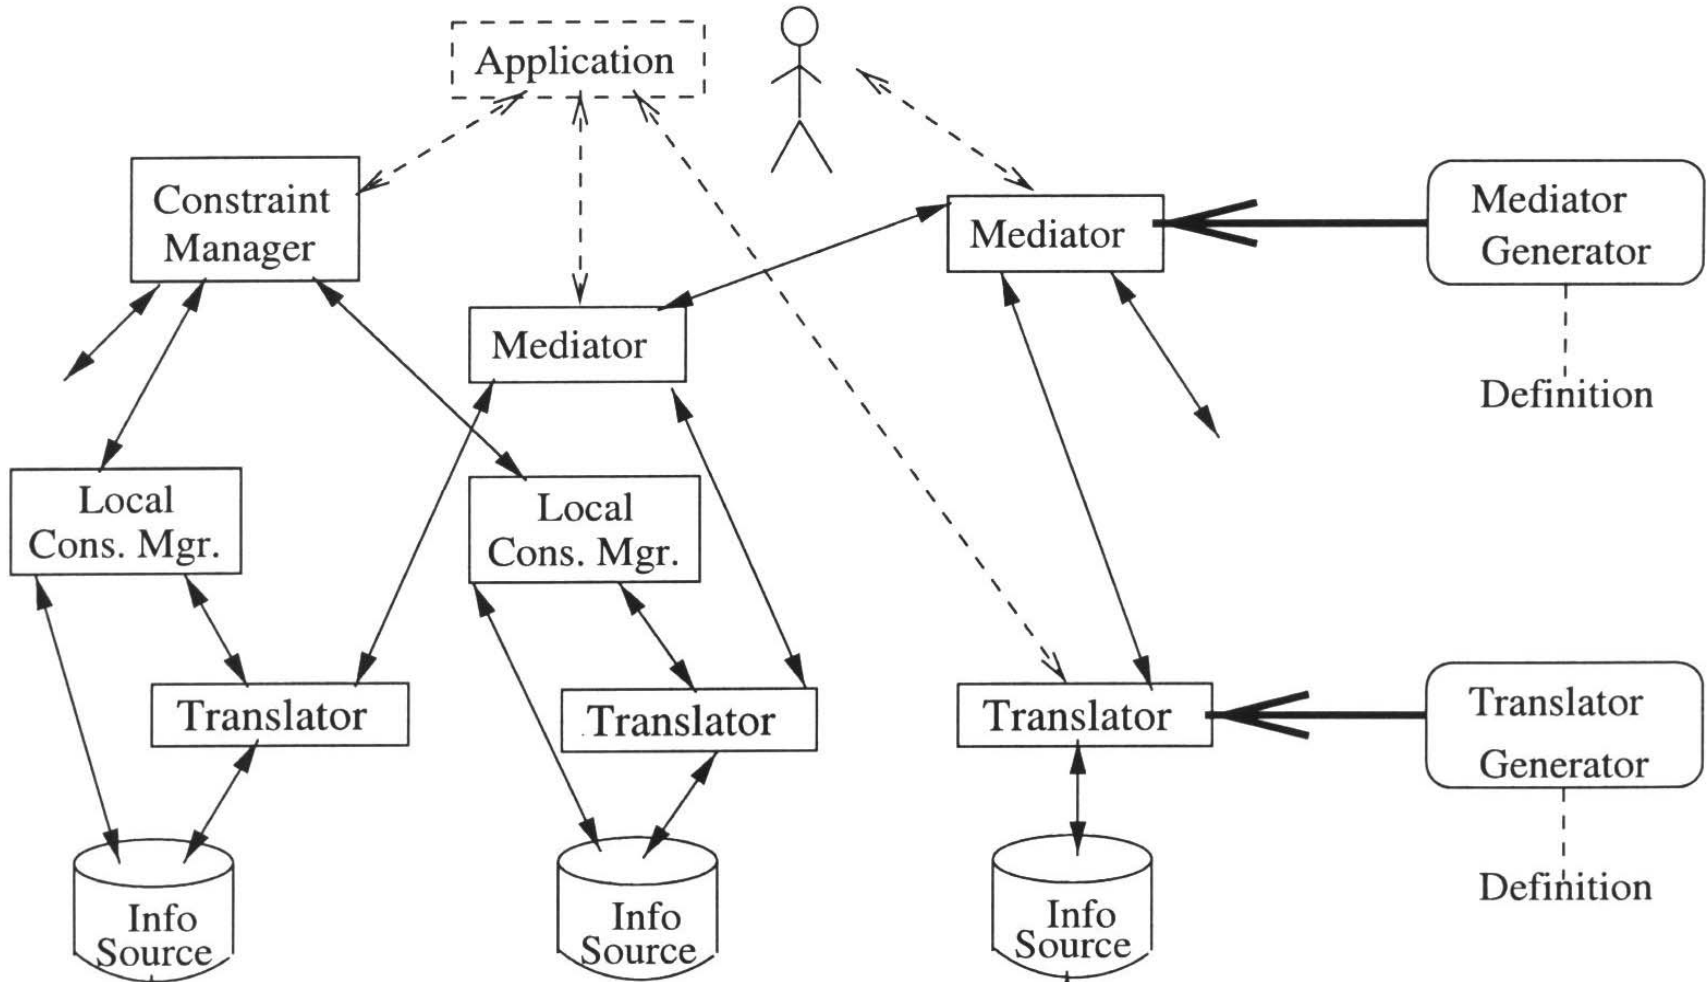 Application
Constraint
Manager
Mediator
Generator
Mediator
Mediator
Definition
Local
Cons. Mgr.
Local
Cons. Mgr.
Translator
Translator
Translator
Translator
Generator
Definition
Info
Source
Info
Source
Info
Source